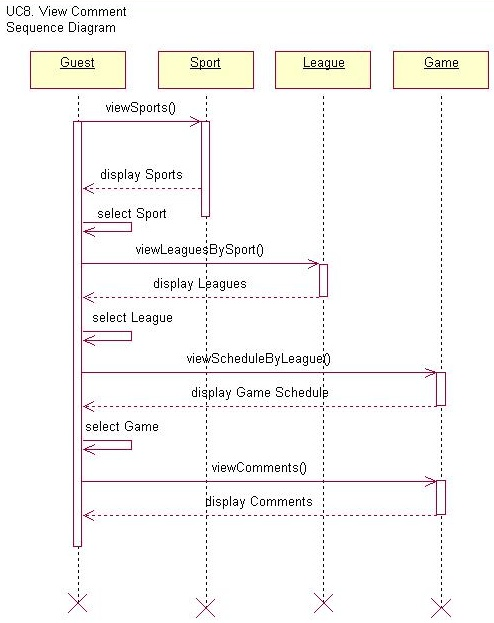 UC8. View Comment
Sequence Diagram
Guest
Sport
League
Game
viewSports()
display Sports
select Sport
viewLeaguesBySport()
display Leagues
select League
viewScheduleByLeague()
display Game Schedule
select Game
viewComments()
display Comments